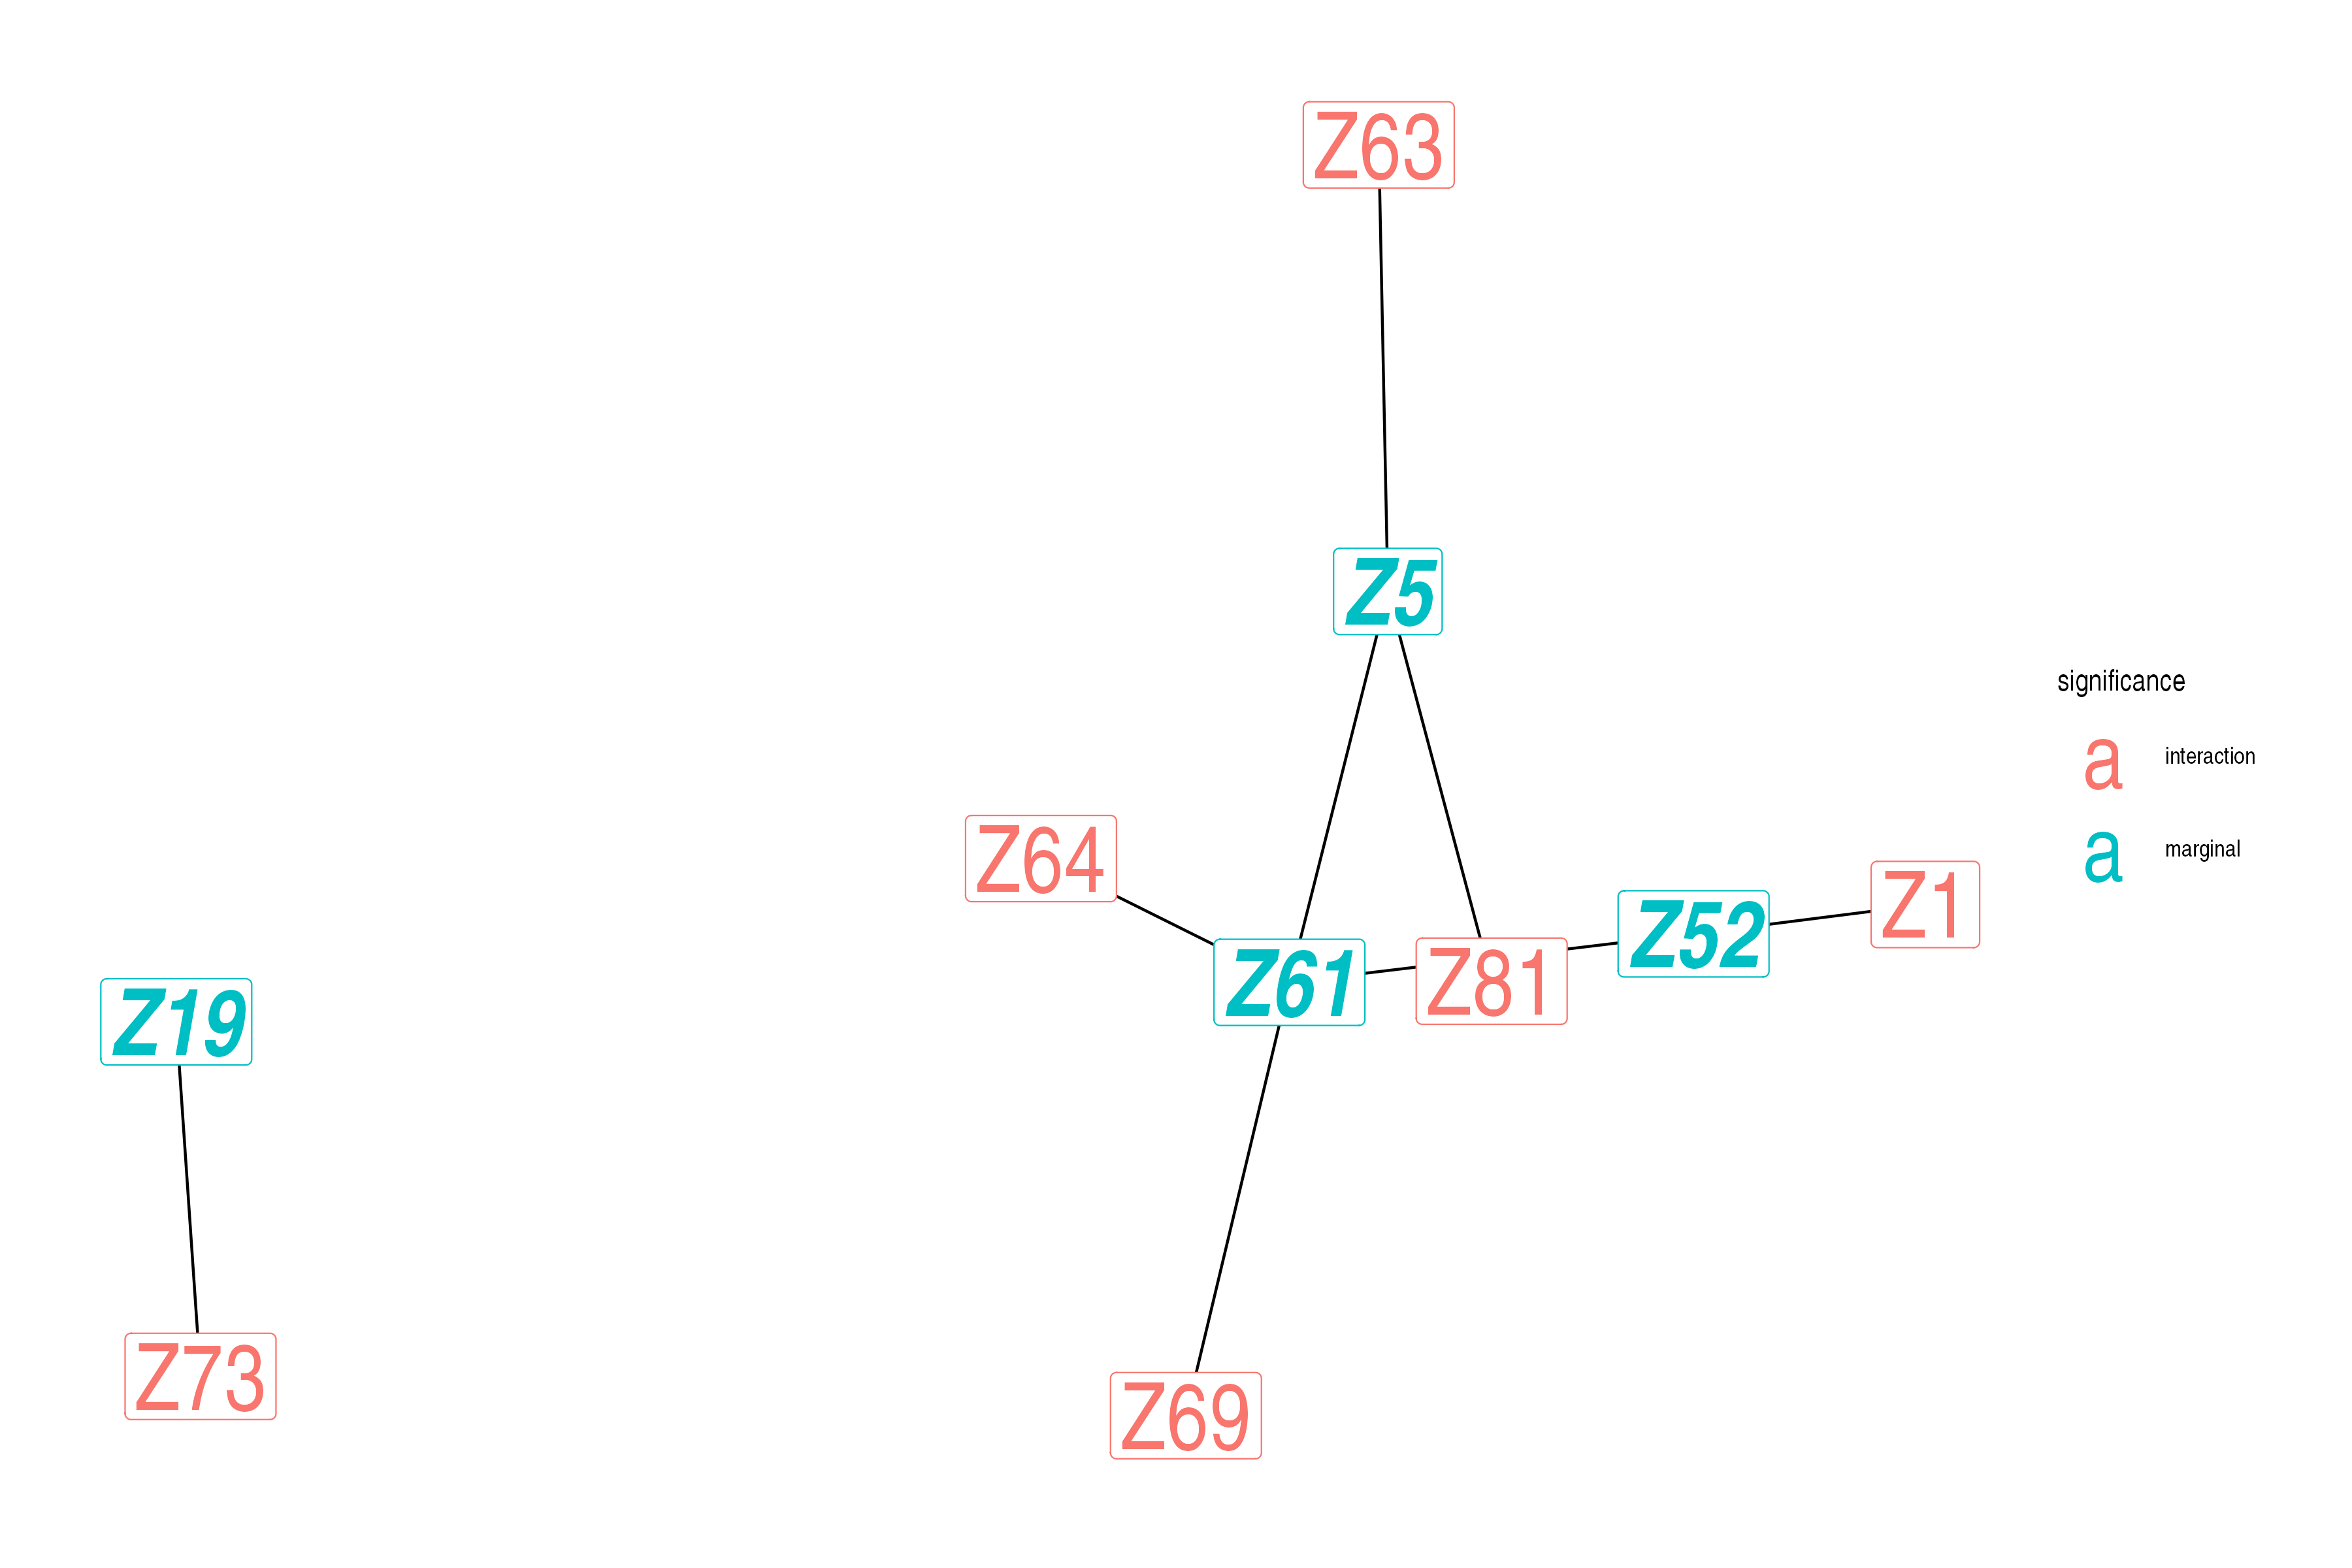 Z63
Z5
significance
a interaction
a marginal
Z64
Z1
Z52
Z61
Z81
Z19
Z73
Z69